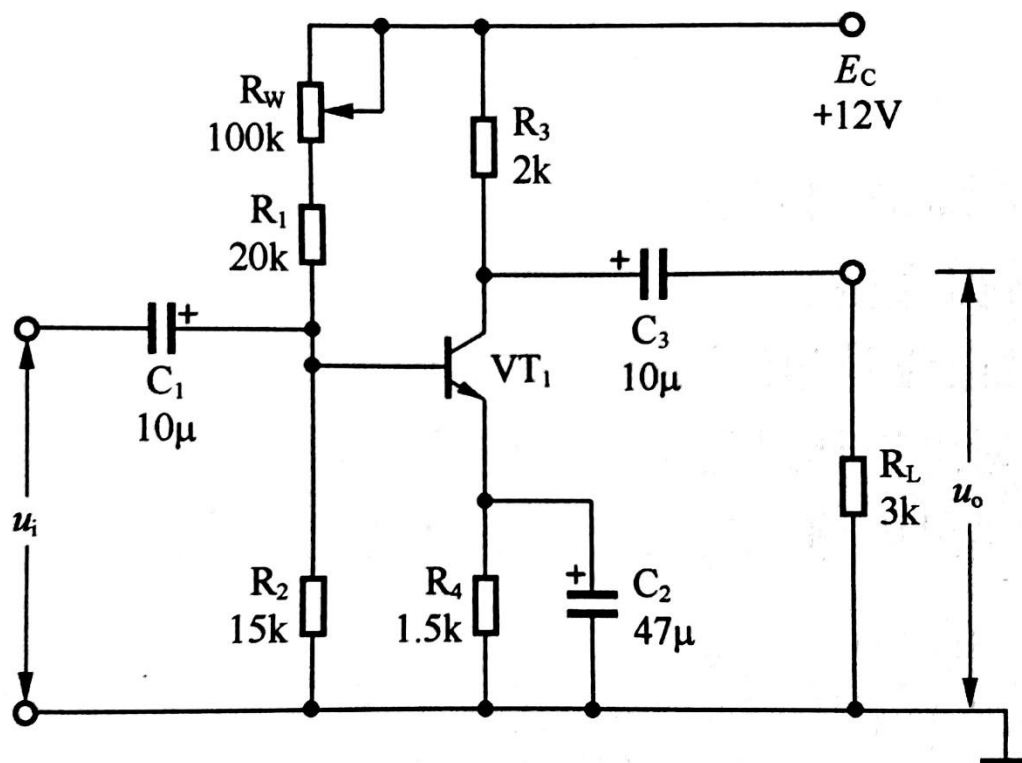 R_W
100k
R_3
2k
E_C
+12V
R_1
20k
+
C_1
10μ
VT_1
+
C_3
10μ
u_i
R_2
15k
R_4
1.5k
+
C_2
47μ
R_L
3k
u_o